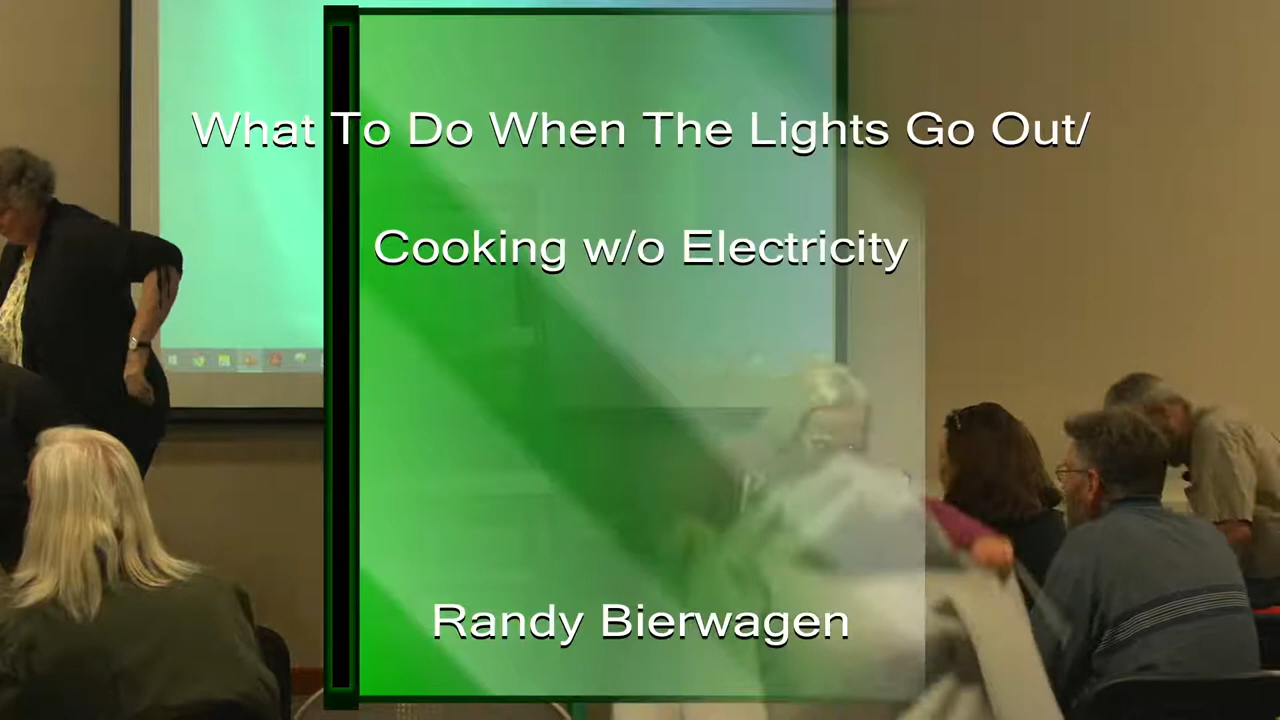 What To Do When The Lights Go Out/
Cooking w/o Electricity
Randy Bierwagen